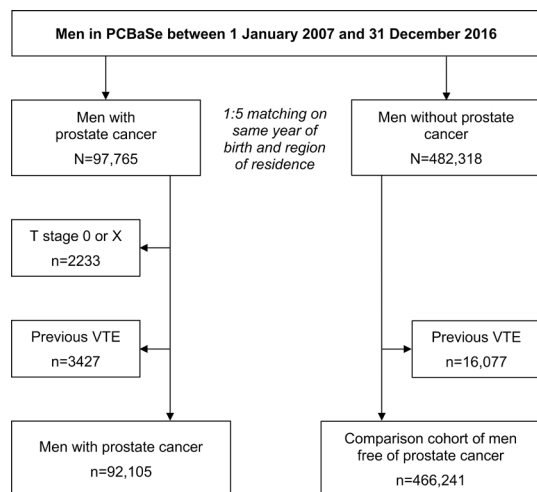 Men in PCBaSe between 1 January 2007 and 31 December 2016
Men with
prostate cancer
N=97,765
1:5 matching on
same year of
birth and region
of residence
Men without prostate
cancer
N=482,318
T stage 0 or X
n=2233
Previous VTE
n=3427
Previous VTE
n=16,077
Men with prostate cancer
n=92,105
Comparison cohort of men
free of prostate cancer
n=466,241